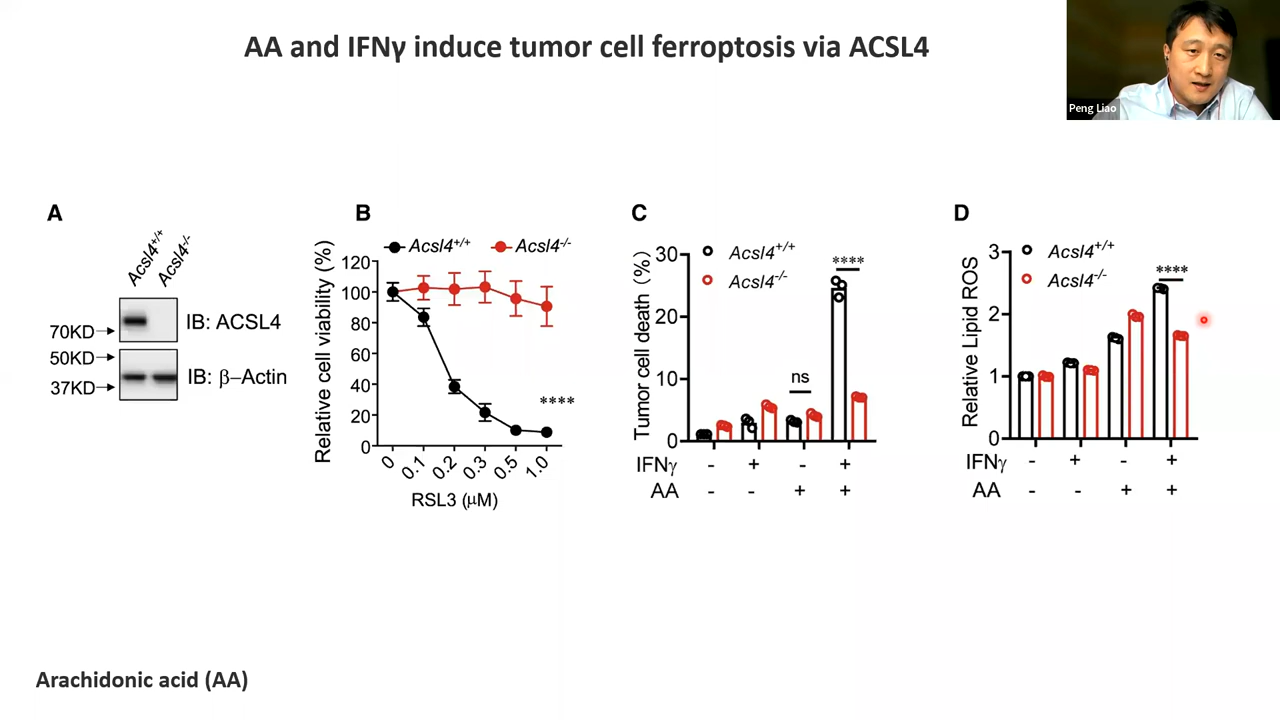 AA and IFNγ induce tumor cell ferroptosis via ACSL4
Peng Liao
A
Acsl4+/+
Acsl4-/-
70KD
IB: ACSL4
50KD
37KD
IB: β–Actin
B
Acsl4+/+
Acsl4-/-
Relative cell viability (%)
120
100
80
60
40
20
0
****
0
0.1
0.2
0.3
0.5
1.0
RSL3 (μM)
C
Acsl4+/+
Acsl4-/-
Tumor cell death (%)
30
20
10
0
ns
****
IFNγ - + - +
AA - - + +
D
Acsl4+/+
Acsl4-/-
Relative Lipid ROS
3
2
1
0
****
IFNγ - + - +
AA - - + +
Arachidonic acid (AA)